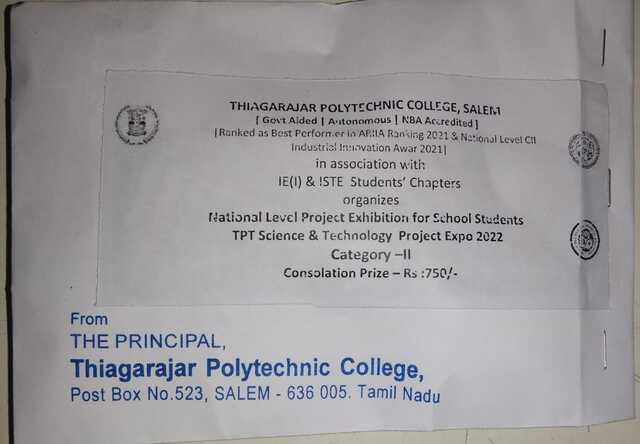 THIAGARAJAR POLYTECHNIC COLLEGE, SALEM
[ Govt Aided | Autonomous | NBA Accredited ]
[Ranked as Best Performer in ARIIA Ranking 2021 & National Level CII
Industrial Innovation Awar 2021]
in association with
IE(I) & ISTE Students' Chapters
organizes
National Level Project Exhibition for School Students
TPT Science & Technology Project Expo 2022
Category –II
Consolation Prize – Rs :750/-
From
THE PRINCIPAL,
Thiagarajar Polytechnic College,
Post Box No.523, SALEM - 636 005. Tamil Nadu